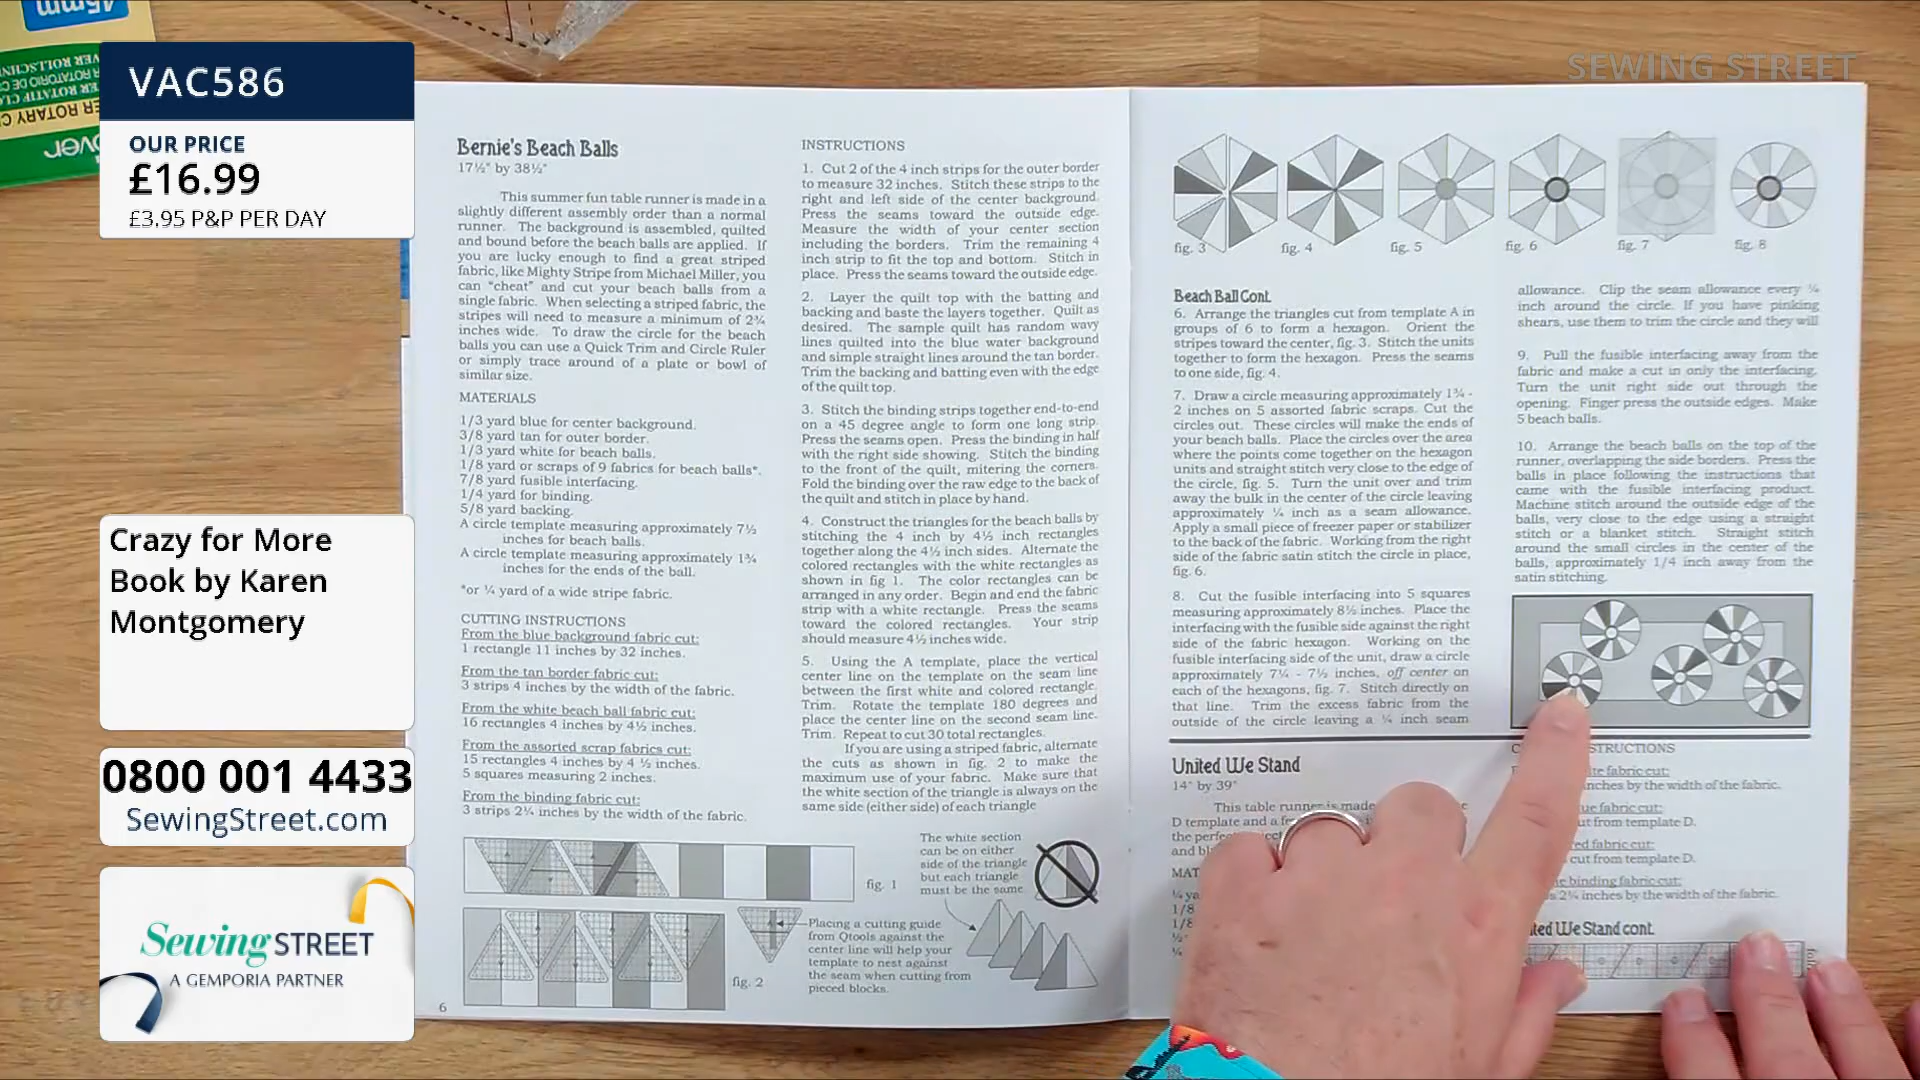 45mm
VAC586
OUR PRICE
£16.99
£3.95 P&P PER DAY
Crazy for More
Book by Karen
Montgomery
0800 001 4433
SewingStreet.com
Sewing STREET
A GEMPORIA PARTNER
SEWING STREET
Bernie's Beach Balls
17½" by 38½"
This summer fun table runner is made in a
slightly different assembly order than a normal
runner. The background is assembled, quilted
and bound before the beach balls are applied. If
you are lucky enough to find a great striped
fabric, like Mighty Stripe from Michael Miller, you
can "cheat" and cut your beach balls from a
single fabric. When selecting a striped fabric, the
stripes will need to measure a minimum of 2¾
inches wide. To draw the circle for the beach
balls you can use a Quick Trim and Circle Ruler
or simply trace around of a plate or bowl of
similar size.
MATERIALS
1/3 yard blue for center background.
3/8 yard tan for outer border.
1/3 yard white for beach balls.
1/8 yard or scraps of 9 fabrics for beach balls*.
7/8 yard fusible interfacing.
1/4 yard for binding.
5/8 yard backing.
A circle template measuring approximately 7½
inches for beach balls.
A circle template measuring approximately 1¾
inches for the ends of the ball.
*or ¼ yard of a wide stripe fabric.
CUTTING INSTRUCTIONS
From the blue background fabric cut:
1 rectangle 11 inches by 32 inches.
From the tan border fabric cut:
3 strips 4 inches by the width of the fabric.
From the white beach ball fabric cut:
16 rectangles 4 inches by 4½ inches.
From the assorted scrap fabrics cut:
15 rectangles 4 inches by 4 ½ inches.
5 squares measuring 2 inches.
From the binding fabric cut:
3 strips 2¼ inches by the width of the fabric.
fig. 1
fig. 2
6
INSTRUCTIONS
1. Cut 2 of the 4 inch strips for the outer border
to measure 32 inches. Stitch these strips to the
right and left side of the center background.
Press the seams toward the outside edge.
Measure the width of your center section
including the borders. Trim the remaining 4
inch strip to fit the top and bottom. Stitch in
place. Press the seams toward the outside edge.
2. Layer the quilt top with the batting and
backing and baste the layers together. Quilt as
desired. The sample quilt has random wavy
lines quilted into the blue water background
and simple straight lines around the tan border.
Trim the backing and batting even with the edge
of the quilt top.
3. Stitch the binding strips together end-to-end
on a 45 degree angle to form one long strip.
Press the seams open. Press the binding in half
with the right side showing. Stitch the binding
to the front of the quilt, mitering the corners.
Fold the binding over the raw edge to the back of
the quilt and stitch in place by hand.
4. Construct the triangles for the beach balls by
stitching the 4 inch by 4½ inch rectangles
together along the 4½ inch sides. Alternate the
colored rectangles with the white rectangles as
shown in fig 1. The color rectangles can be
arranged in any order. Begin and end the fabric
strip with a white rectangle. Press the seams
toward the colored rectangles. Your strip
should measure 4½ inches wide.
5. Using the A template, place the vertical
center line on the template on the seam line
between the first white and colored rectangle.
Trim. Rotate the template 180 degrees and
place the center line on the second seam line.
Trim. Repeat to cut 30 total rectangles.
If you are using a striped fabric, alternate
the cuts as shown in fig. 2 to make the
maximum use of your fabric. Make sure that
the white section of the triangle is always on the
same side (either side) of each triangle
The white section
can be on either
side of the triangle
but each triangle
must be the same.
Placing a cutting guide
from Qtools against the
center line will help your
template to nest against
the seam when cutting from
pieced blocks.
fig. 3
fig. 4
fig. 5
fig. 6
fig. 7
fig. 8
Beach Ball Cont.
6. Arrange the triangles cut from template A in
groups of 6 to form a hexagon. Orient the
stripes toward the center, fig. 3. Stitch the units
together to form the hexagon. Press the seams
to one side, fig. 4.
7. Draw a circle measuring approximately 1¾ -
2 inches on 5 assorted fabric scraps. Cut the
circles out. These circles will make the ends of
your beach balls. Place the circles over the area
where the points come together on the hexagon
units and straight stitch very close to the edge of
the circle, fig. 5. Turn the unit over and trim
away the bulk in the center of the circle leaving
approximately ¼ inch as a seam allowance.
Apply a small piece of freezer paper or stabilizer
to the back of the fabric. Working from the right
side of the fabric satin stitch the circle in place,
fig. 6.
8. Cut the fusible interfacing into 5 squares
measuring approximately 8½ inches. Place the
interfacing with the fusible side against the right
side of the fabric hexagon. Working on the
fusible interfacing side of the unit, draw a circle
approximately 7¼ - 7½ inches, off center on
each of the hexagons, fig. 7. Stitch directly on
that line. Trim the excess fabric from the
outside of the circle leaving a ¼ inch seam
allowance. Clip the seam allowance every ¼
inch around the circle. If you have pinking
shears, use them to trim the circle and they will
9. Pull the fusible interfacing away from the
fabric and make a cut in only the interfacing.
Turn the unit right side out through the
opening. Finger press the outside edges. Make
5 beach balls.
10. Arrange the beach balls on the top of the
runner, overlapping the side borders. Press the
balls in place following the instructions that
came with the fusible interfacing product.
Machine stitch around the outside edge of the
balls, very close to the edge using a straight
stitch or a blanket stitch. Straight stitch
around the small circles in the center of the
balls, approximately 1/4 inch away from the
satin stitching.
United We Stand
14" by 39"
This table runner is made
D template and a
the
and
MAT
1/8
1/8
STRUCTIONS
fabric cut:
inches by the width of the fabric.
fabric cut:
cut from template D.
fabric cut:
cut from template D.
binding fabric cut:
2¼ inches by the width of the fabric.
United We Stand cont.